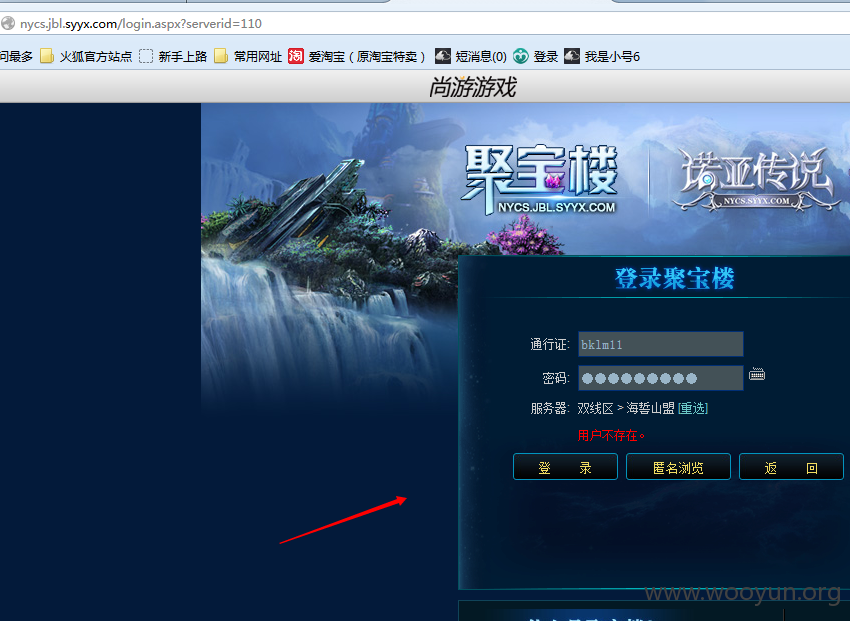 nycs.jbl.syyx.com/login.aspx?serverid=110
问最多 火狐官方站点 新手上路 常用网址 淘 爱淘宝（原淘宝特卖） 短消息(0) 登录 我是小号6
尚游游戏
聚宝楼
NYCS.JBL.SYYX.COM
诺亚传说
NYCS.SYYX.COM
登录聚宝楼
通行证: bklm11
密码: ●●●●●●●●●
服务器: 双线区 > 海誓山盟 [重选]
用户不存在。
登 录 匿名浏览 返 回
www.wooyun.org